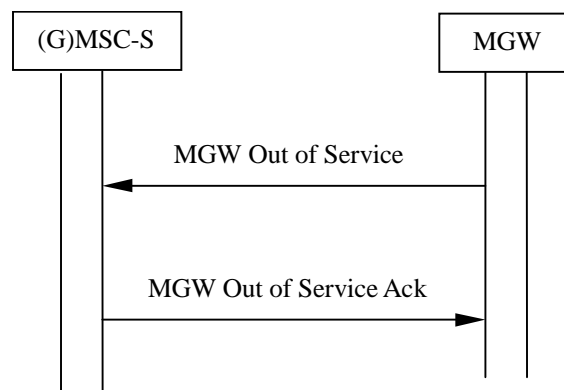 (G)MSC-S
MGW
MGW Out of Service
MGW Out of Service Ack